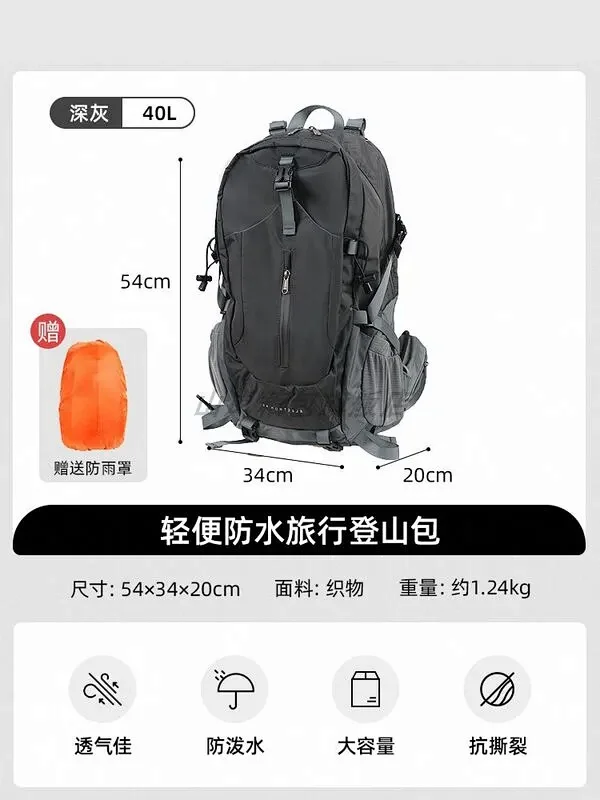 深灰 40L
54cm
赠
赠送防雨罩
34cm
20cm
轻便防水旅行登山包
尺寸: 54×34×20cm 面料: 织物 重量: 约1.24kg
透气佳 防泼水 大容量 抗撕裂